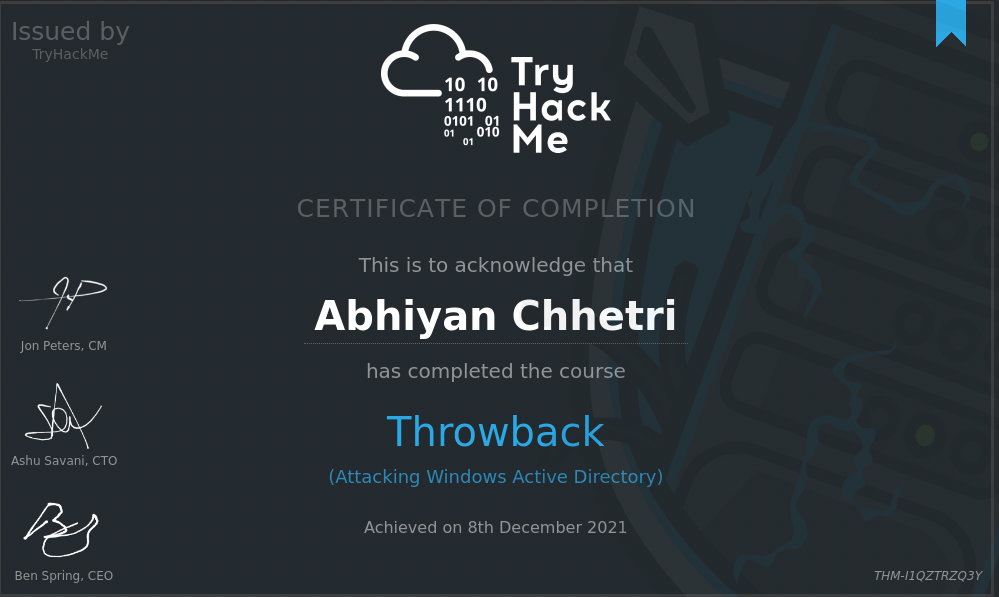 Issued by
TryHackMe
10 10
1110
0101 01
01 010
01
Try
Hack
Me
CERTIFICATE OF COMPLETION
This is to acknowledge that
Abhiyan Chhetri
has completed the course
Throwback
(Attacking Windows Active Directory)
Achieved on 8th December 2021
Jon Peters, CM
Ashu Savani, CTO
Ben Spring, CEO
THM-I1QZTRZQ3Y